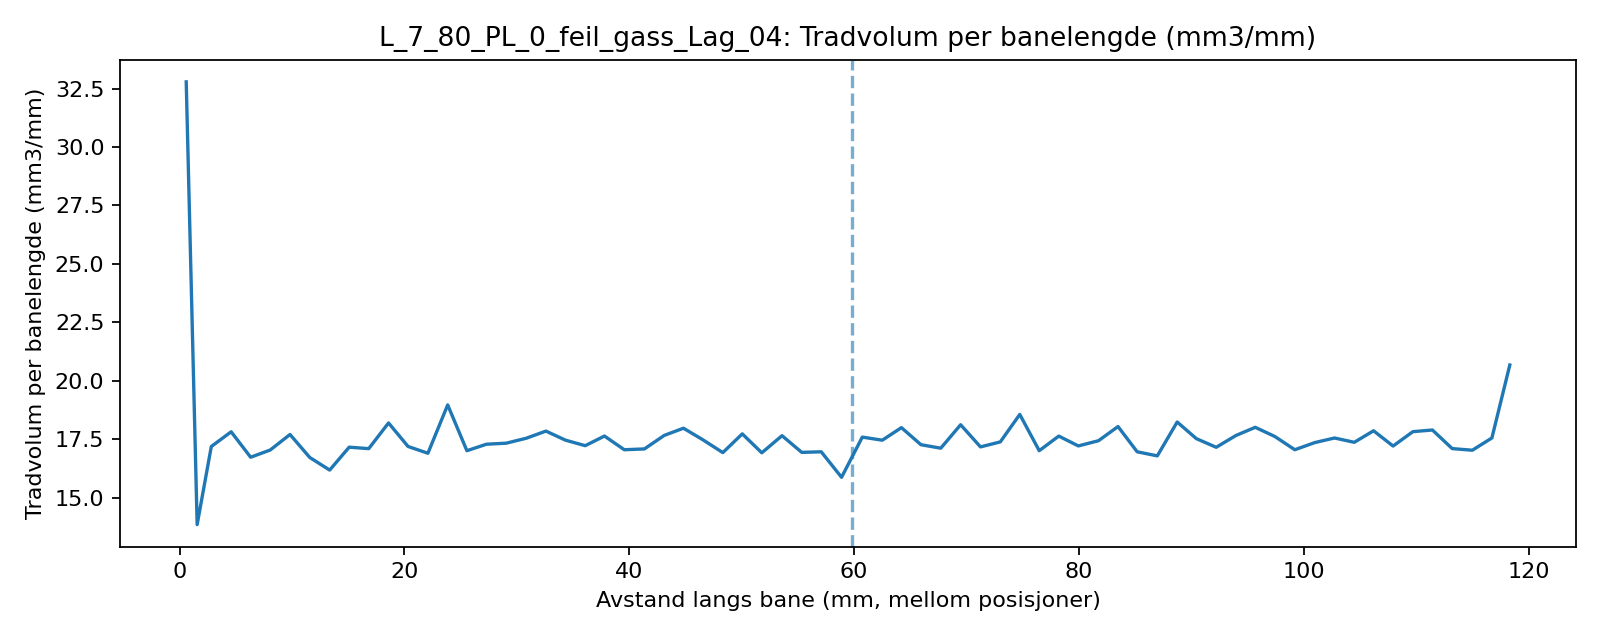 L_7_80_PL_0_feil_gass_Lag_04: Tradvolum per banelengde (mm3/mm)
Tradvolum per banelengde (mm3/mm)
32.5
30.0
27.5
25.0
22.5
20.0
17.5
15.0
0 20 40 60 80 100 120
Avstand langs bane (mm, mellom posisjoner)